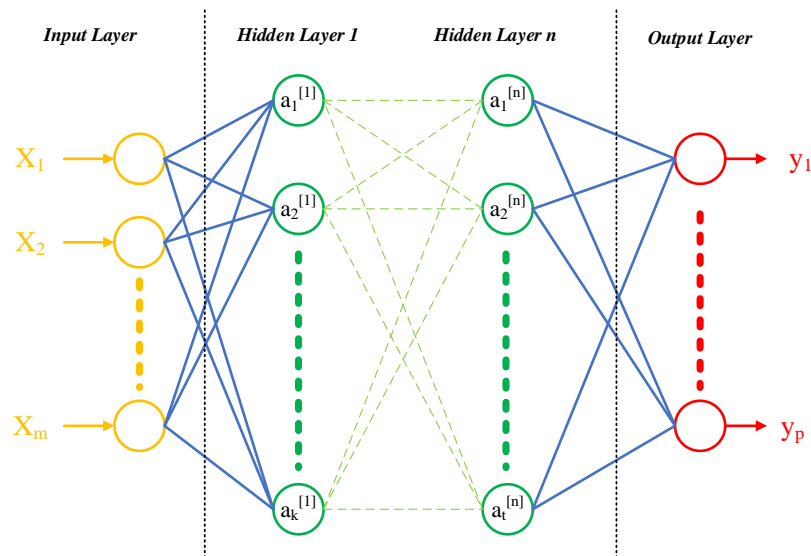 Input Layer
Hidden Layer 1
Hidden Layer n
Output Layer
X₁
X₂
Xₘ
a₁[1]
a₂[1]
aₖ[1]
a₁[n]
a₂[n]
aₜ[n]
y₁
yₚ